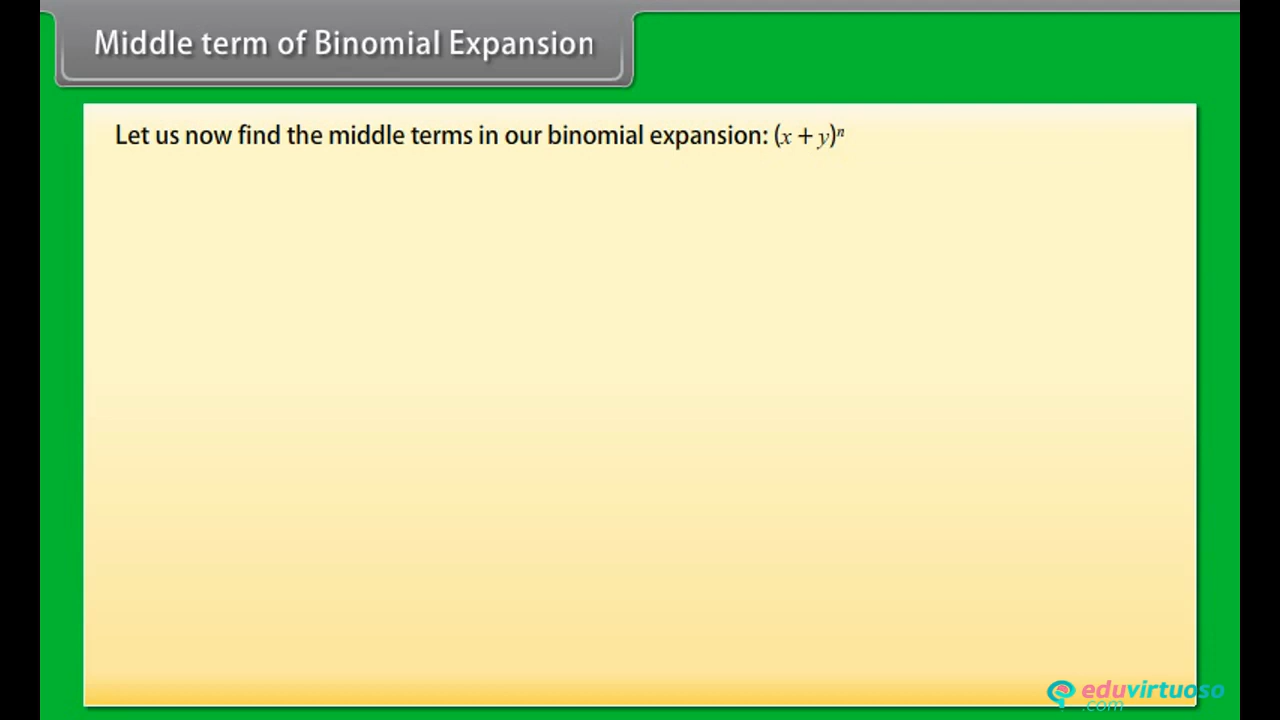 Middle term of Binomial Expansion
Let us now find the middle terms in our binomial expansion: (x + y)ⁿ
eduvirtuoso
.com